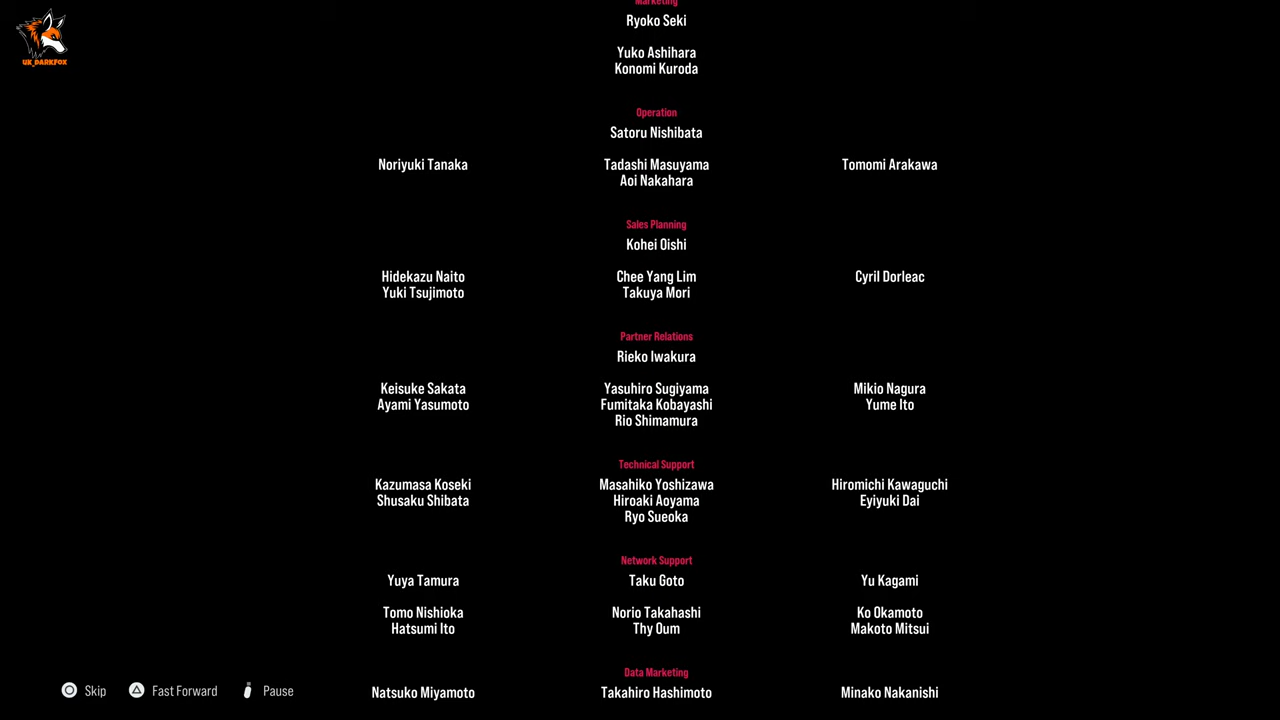 Marketing
UK_DARKFOX
Ryoko Seki
Yuko Ashihara
Konomi Kuroda
Operation
Satoru Nishibata
Noriyuki Tanaka Tadashi Masuyama Tomomi Arakawa
Aoi Nakahara
Sales Planning
Kohei Oishi
Hidekazu Naito Chee Yang Lim Cyril Dorleac
Yuki Tsujimoto Takuya Mori
Partner Relations
Rieko Iwakura
Keisuke Sakata Yasuhiro Sugiyama Mikio Nagura
Ayami Yasumoto Fumitaka Kobayashi Yume Ito
Rio Shimamura
Technical Support
Kazumasa Koseki Masahiko Yoshizawa Hiromichi Kawaguchi
Shusaku Shibata Hiroaki Aoyama Eyiyuki Dai
Ryo Sueoka
Network Support
Yuya Tamura Taku Goto Yu Kagami
Tomo Nishioka Norio Takahashi Ko Okamoto
Hatsumi Ito Thy Oum Makoto Mitsui
Data Marketing
Natsuko Miyamoto Takahiro Hashimoto Minako Nakanishi
Skip Fast Forward Pause